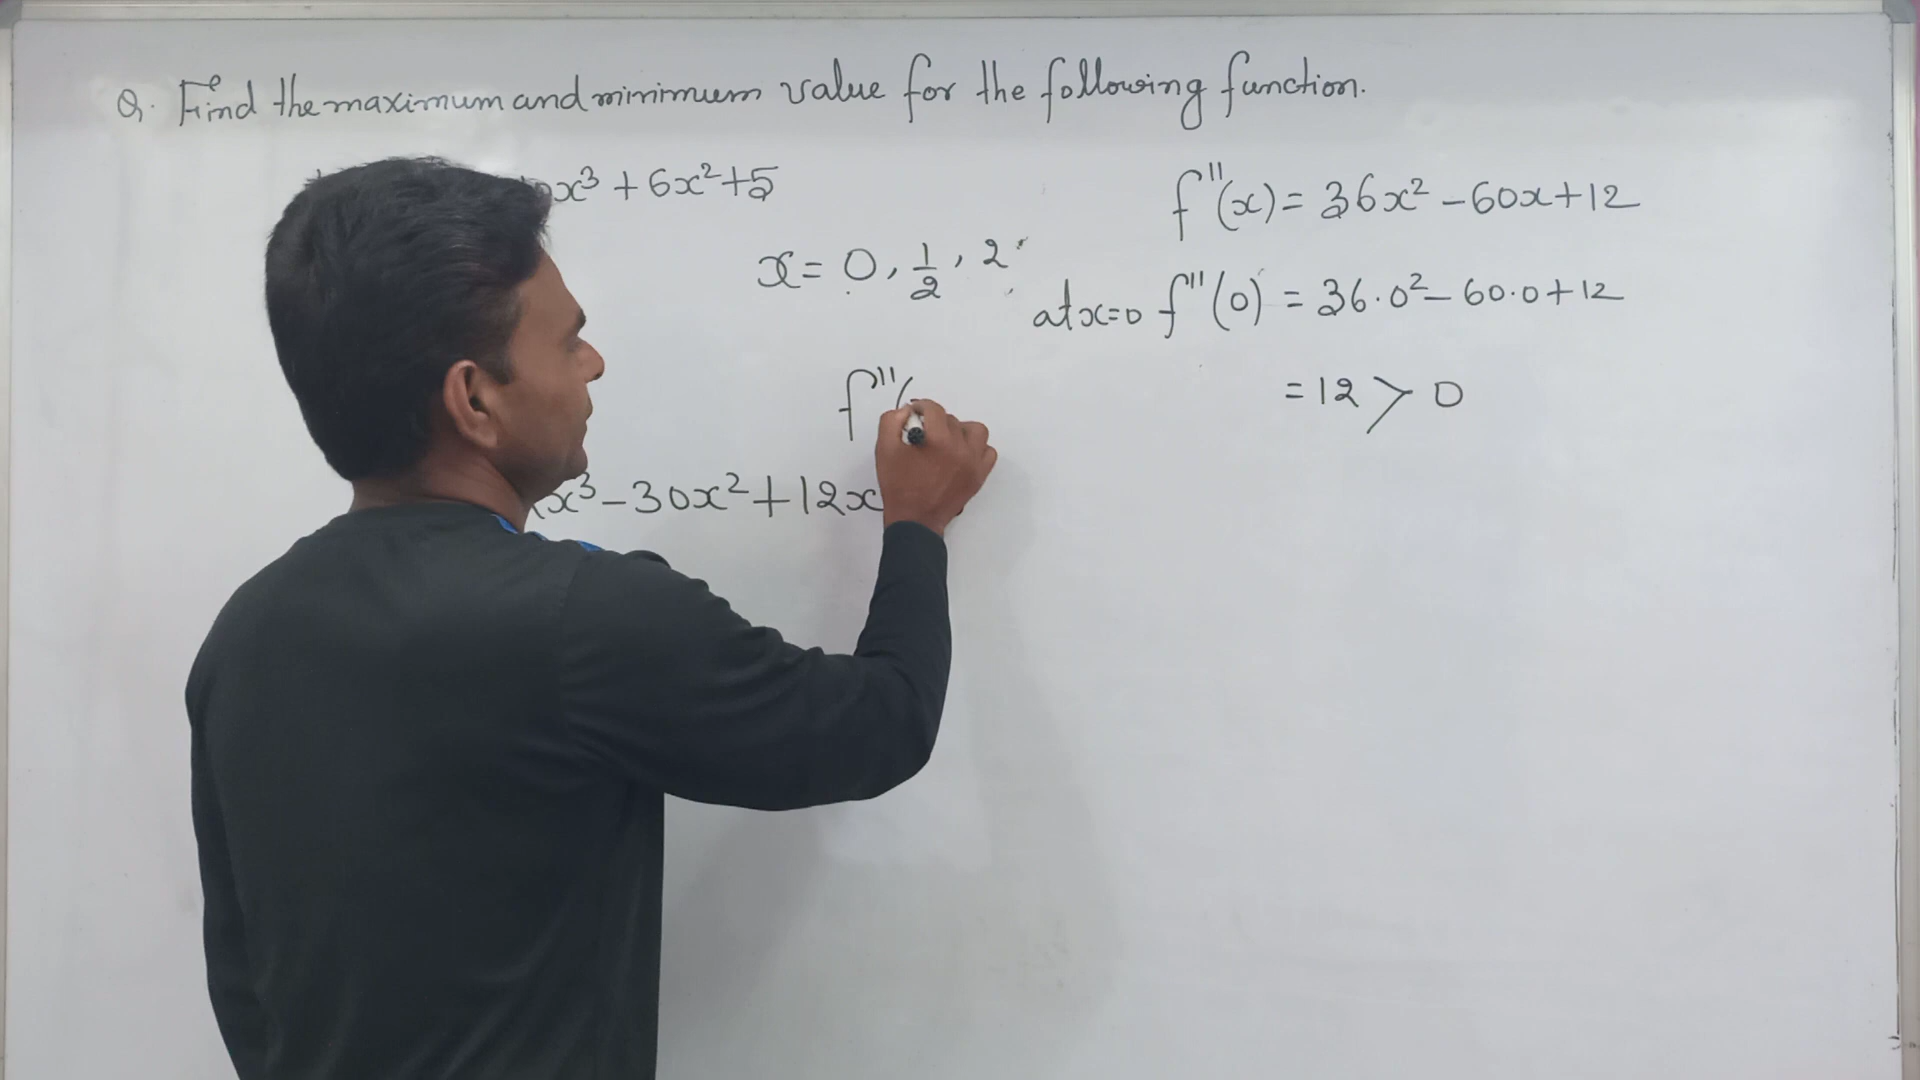 Q. Find the maximum and minimum value for the following function.
x³ + 6x² + 5
x = 0, 1/2, 2
f''(
x³ - 30x² + 12x
f''(x) = 36x² - 60x + 12
at x=0 f''(0) = 36·0² - 60·0 + 12
= 12 > 0